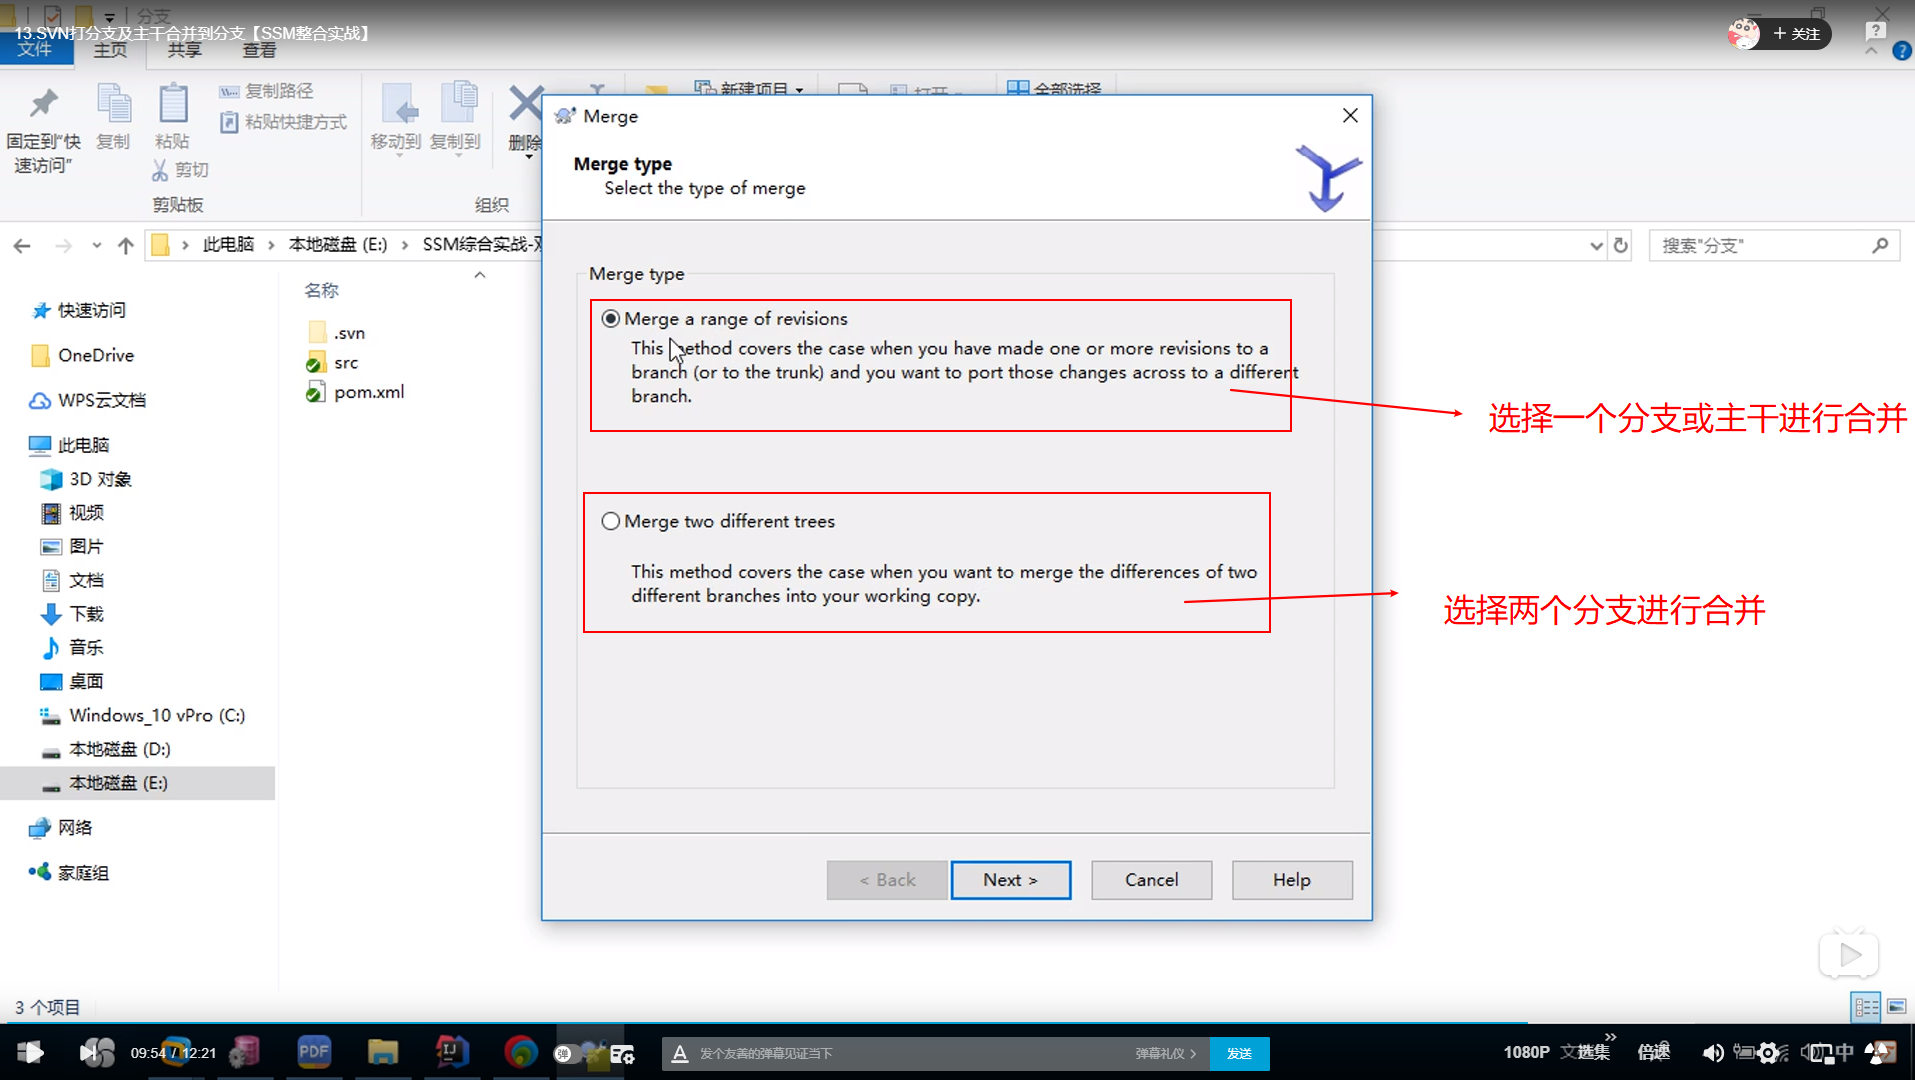 分支
13.SVN打分支及主干合并到分支【SSM整合实战】
+ 关注
文件
主页
共享
查看
固定到"快
速访问"
复制
粘贴
复制路径
粘贴快捷方式
剪切
剪贴板
移动到
复制到
删除
组织
新建项目
打开
全部选择
此电脑
本地磁盘 (E:)
SSM综合实战-
搜索"分支"
快速访问
OneDrive
WPS云文档
此电脑
3D 对象
视频
图片
文档
下载
音乐
桌面
Windows_10 vPro (C:)
本地磁盘 (D:)
本地磁盘 (E:)
网络
家庭组
名称
.svn
src
pom.xml
Merge
Merge type
Select the type of merge
Merge type
Merge a range of revisions
This method covers the case when you have made one or more revisions to a
branch (or to the trunk) and you want to port those changes across to a different
branch.
选择一个分支或主干进行合并
Merge two different trees
This method covers the case when you want to merge the differences of two
different branches into your working copy.
选择两个分支进行合并
< Back
Next >
Cancel
Help
3 个项目
09:54 / 12:21
PDF
IJ
弹
A
发个友善的弹幕见证当下
弹幕礼仪 >
发送
1080P
选集
倍速
中